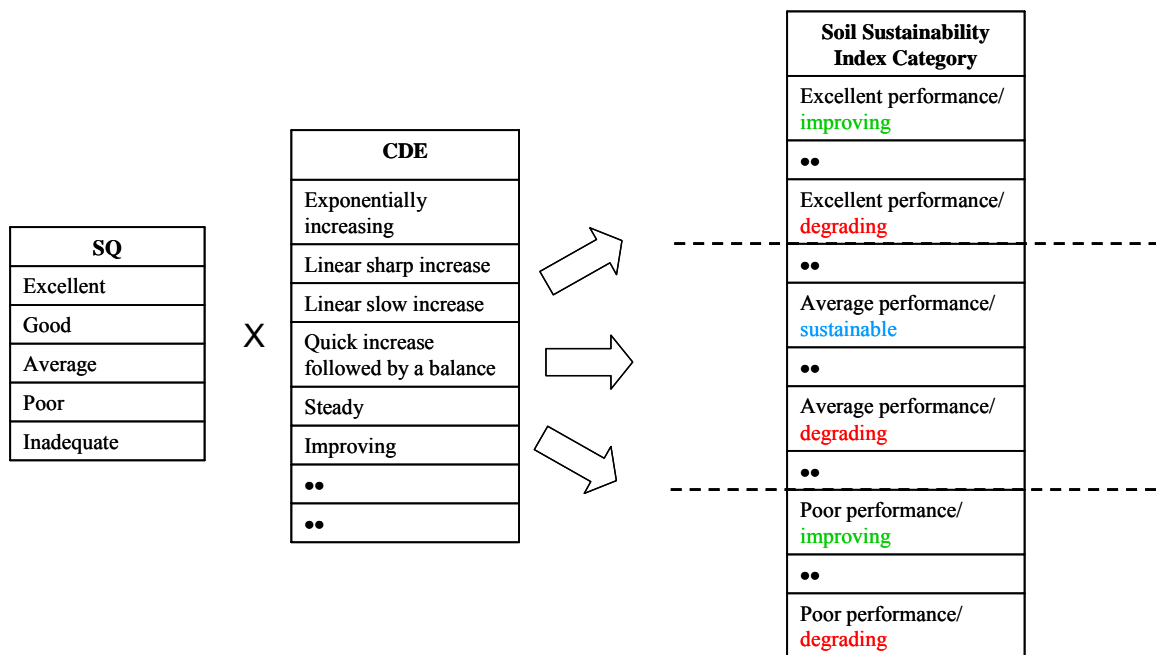 SQ
Excellent
Good
Average
Poor
Inadequate
X
CDE
Exponentially
increasing
Linear sharp increase
Linear slow increase
Quick increase
followed by a balance
Steady
Improving
••
••
Soil Sustainability
Index Category
Excellent performance/
improving
••
Excellent performance/
degrading
••
Average performance/
sustainable
••
Average performance/
degrading
••
Poor performance/
improving
••
Poor performance/
degrading